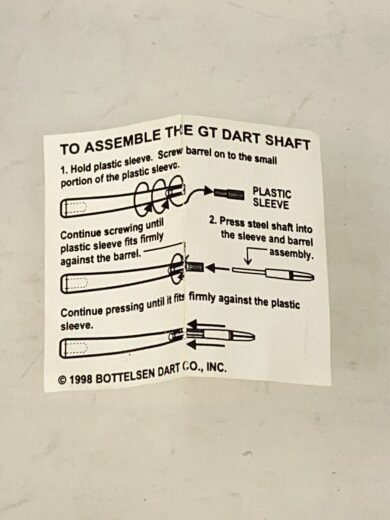 TO ASSEMBLE THE GT DART SHAFT
1. Hold plastic sleeve. Screw barrel on to the small
portion of the plastic sleeve.
PLASTIC
SLEEVE
Continue screwing until
plastic sleeve fits firmly
against the barrel.
2. Press steel shaft into
the sleeve and barrel
assembly.
Continue pressing until it fits firmly against the plastic
sleeve.
© 1998 BOTTELSEN DART CO., INC.